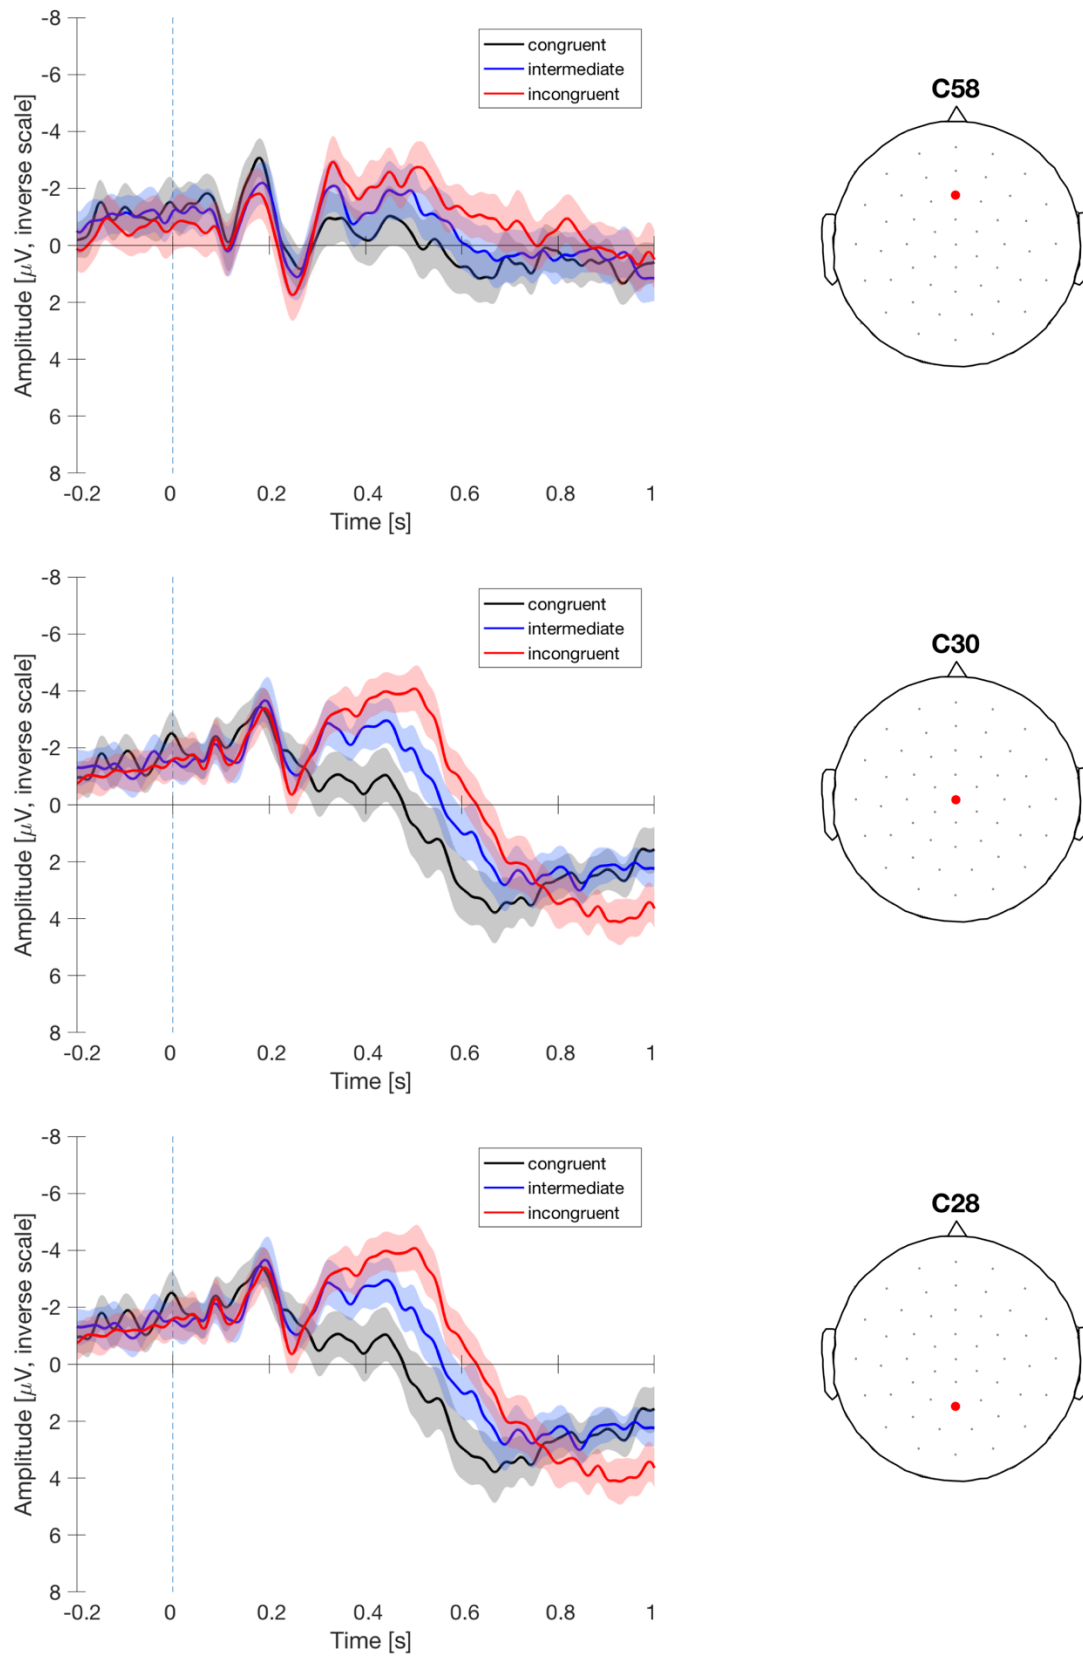 -8
-6
-4
-2
0
2
4
6
8
Amplitude [μV, inverse scale]
congruent
intermediate
incongruent
-0.2 0 0.2 0.4 0.6 0.8 1
Time [s]
C58
-8
-6
-4
-2
0
2
4
6
8
Amplitude [μV, inverse scale]
congruent
intermediate
incongruent
-0.2 0 0.2 0.4 0.6 0.8 1
Time [s]
C30
-8
-6
-4
-2
0
2
4
6
8
Amplitude [μV, inverse scale]
congruent
intermediate
incongruent
-0.2 0 0.2 0.4 0.6 0.8 1
Time [s]
C28